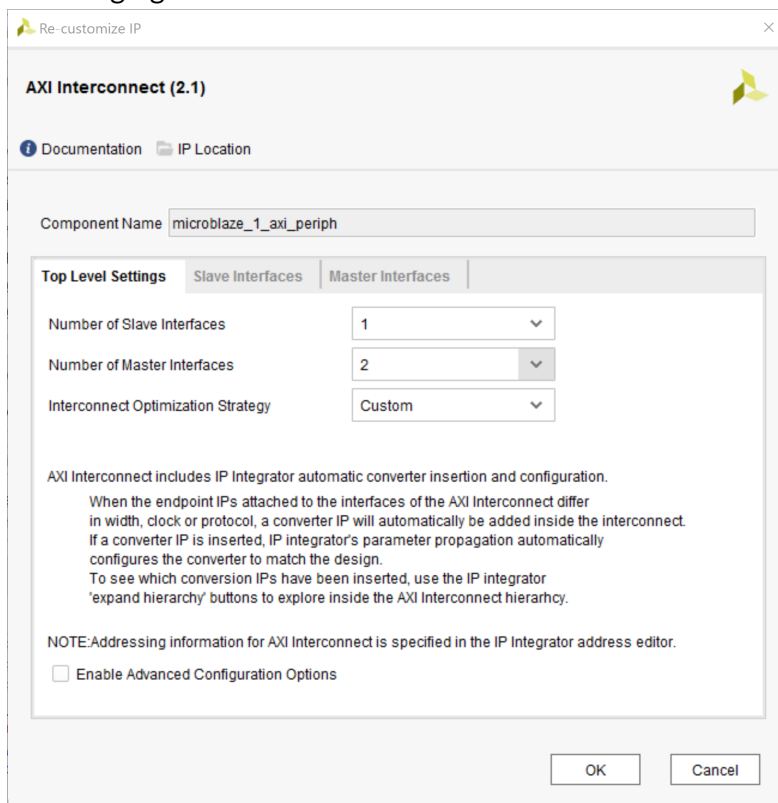 Re-customize IP
AXI Interconnect (2.1)
Documentation IP Location
Component Name microblaze_1_axi_periph
Top Level Settings Slave Interfaces Master Interfaces
Number of Slave Interfaces 1
Number of Master Interfaces 2
Interconnect Optimization Strategy Custom
AXI Interconnect includes IP Integrator automatic converter insertion and configuration.
When the endpoint IPs attached to the interfaces of the AXI Interconnect differ
in width, clock or protocol, a converter IP will automatically be added inside the interconnect.
If a converter IP is inserted, IP integrator's parameter propagation automatically
configures the converter to match the design.
To see which conversion IPs have been inserted, use the IP integrator
'expand hierarchy' buttons to explore inside the AXI Interconnect hierarhcy.
NOTE:Addressing information for AXI Interconnect is specified in the IP Integrator address editor.
Enable Advanced Configuration Options
OK Cancel